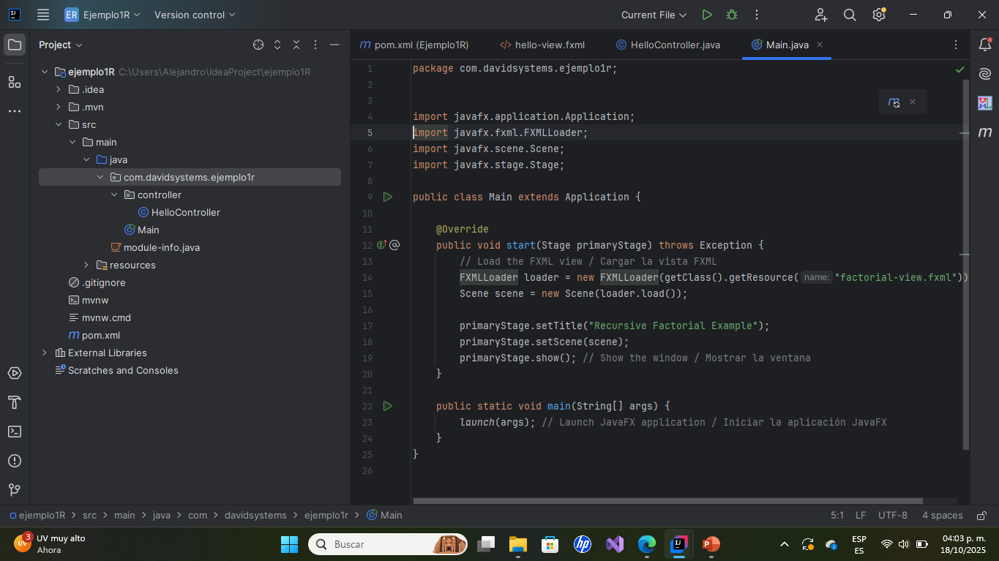 ER Ejemplo1R Version control Current File
Project
ejemplo1R C:\Users\Alejandro\IdeaProject\ejemplo1R
.idea
.mvn
src
main
java
com.davidsystems.ejemplo1r
controller
HelloController
Main
module-info.java
resources
.gitignore
mvnw
mvnw.cmd
pom.xml
External Libraries
Scratches and Consoles
pom.xml (Ejemplo1R) hello-view.fxml HelloController.java Main.java
1 package com.davidsystems.ejemplo1r;
2
3
4 import javafx.application.Application;
5 import javafx.fxml.FXMLLoader;
6 import javafx.scene.Scene;
7 import javafx.stage.Stage;
8
9 public class Main extends Application {
10
11 @Override
12 public void start(Stage primaryStage) throws Exception {
13 // Load the FXML view / Cargar la vista FXML
14 FXMLLoader loader = new FXMLLoader(getClass().getResource( name: "factorial-view.fxml"))
15 Scene scene = new Scene(loader.load());
16
17 primaryStage.setTitle("Recursive Factorial Example");
18 primaryStage.setScene(scene);
19 primaryStage.show(); // Show the window / Mostrar la ventana
20 }
21
22 public static void main(String[] args) {
23 launch(args); // Launch JavaFX application / Iniciar la aplicación JavaFX
24 }
25 }
26
ejemplo1R > src > main > java > com > davidsystems > ejemplo1r > Main 5:1 LF UTF-8 4 spaces
UV 3 UV muy alto
Ahora
Buscar
ESP
ES
04:03 p. m.
18/10/2025